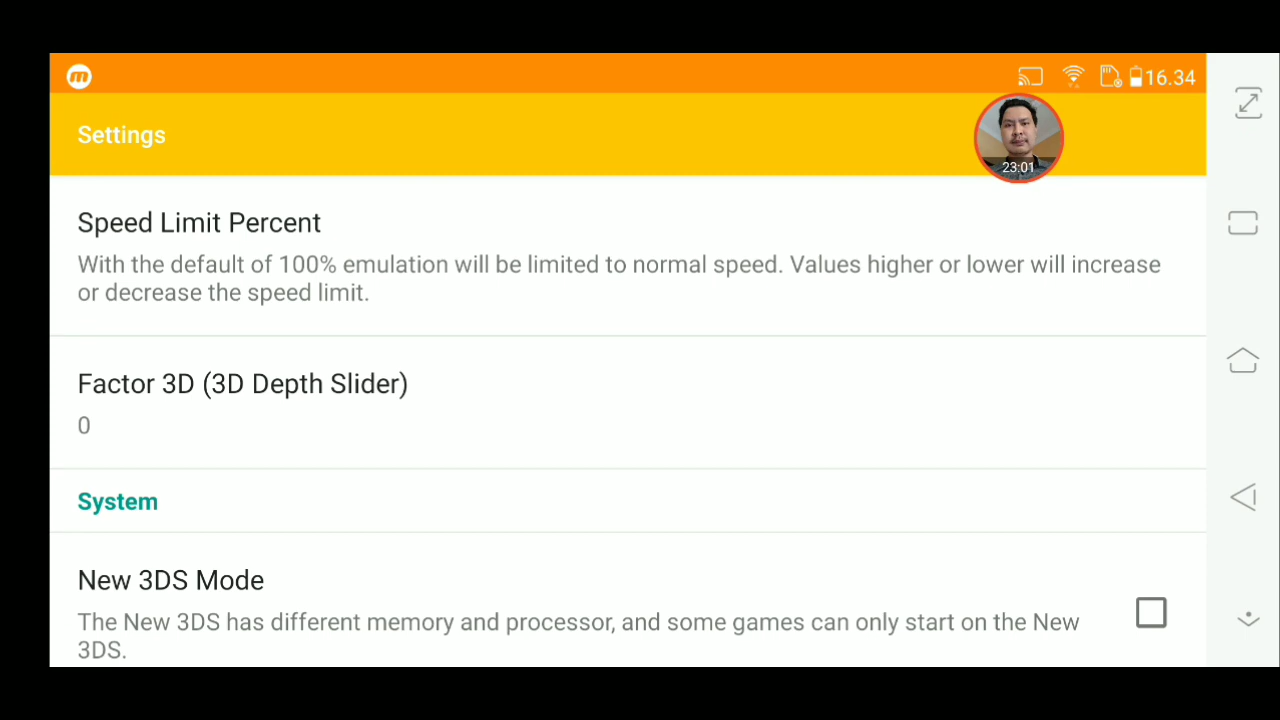 m
16.34
Settings
23:01
Speed Limit Percent
With the default of 100% emulation will be limited to normal speed. Values higher or lower will increase
or decrease the speed limit.
Factor 3D (3D Depth Slider)
0
System
New 3DS Mode
The New 3DS has different memory and processor, and some games can only start on the New
3DS.